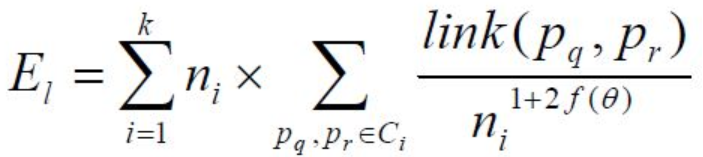 $E_l = \sum_{i=1}^{k} n_i \times \sum_{p_q, p_r \in C_i} \frac{link(p_q, p_r)}{n_i^{1+2f(\theta)}}$